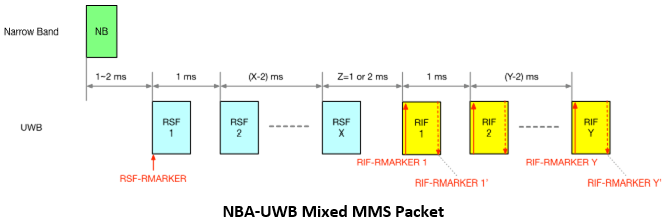 Narrow Band
NB
1~2 ms
1 ms
(X-2) ms
Z=1 or 2 ms
1 ms
(Y-2) ms
UWB
RSF
1
RSF
2
RSF
X
RIF
1
RIF
2
RIF
Y
RSF-RMARKER
RIF-RMARKER 1
RIF-RMARKER 1'
RIF-RMARKER Y
RIF-RMARKER Y'
NBA-UWB Mixed MMS Packet